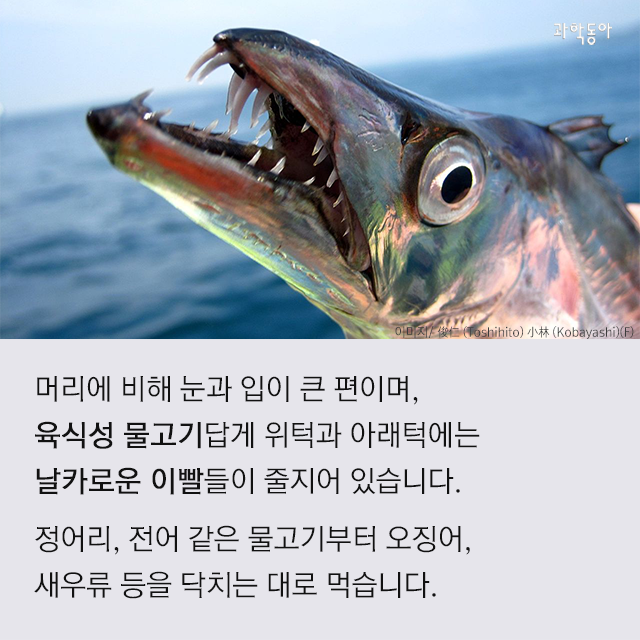 과학동아
이미지/ 俊仁 (Toshihito) 小林 (Kobayashi)(F)
머리에 비해 눈과 입이 큰 편이며,
육식성 물고기답게 위턱과 아래턱에는
날카로운 이빨들이 줄지어 있습니다.
정어리, 전어 같은 물고기부터 오징어,
새우류 등을 닥치는 대로 먹습니다.